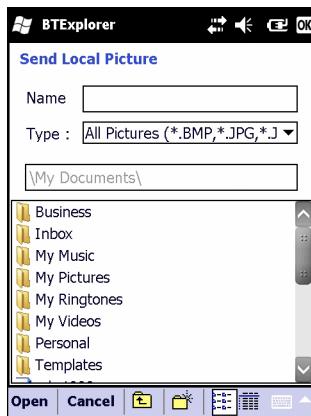 BTExplorer OK
Send Local Picture
Name
Type : All Pictures (*.BMP,*.JPG,*.J
\My Documents\
Business
Inbox
My Music
My Pictures
My Ringtones
My Videos
Personal
Templates
Open Cancel